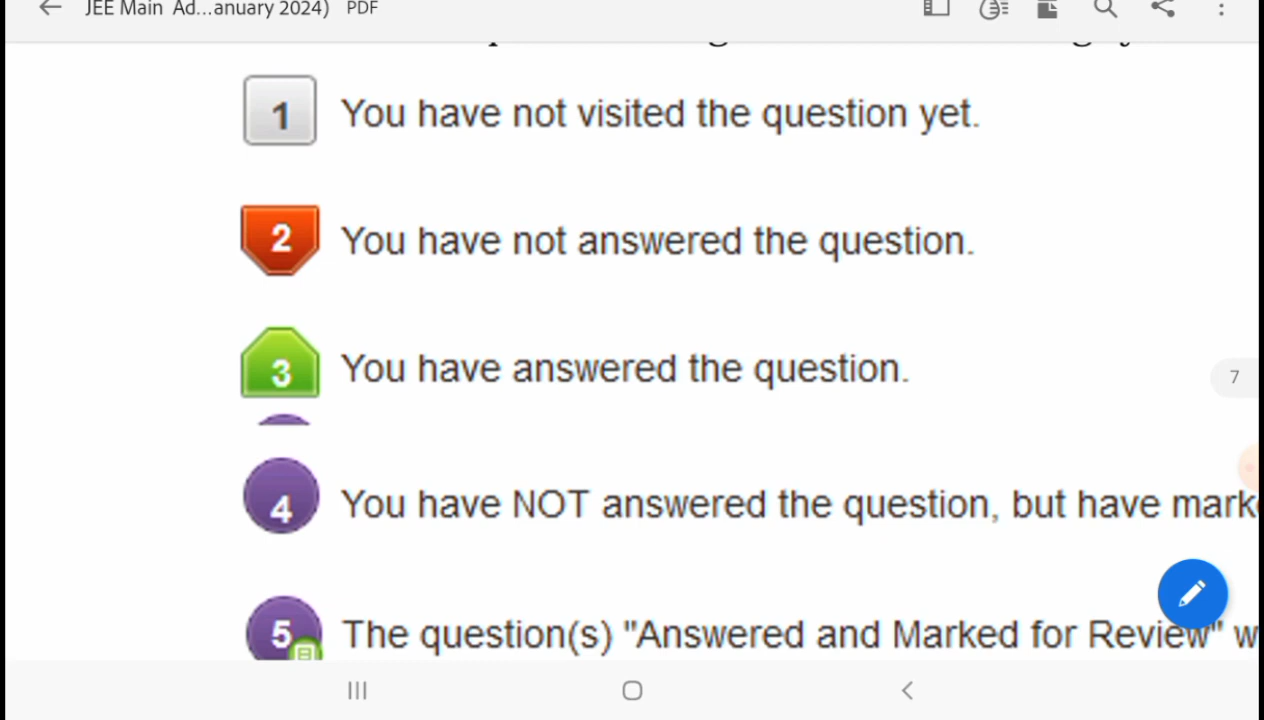 JEE Main Ad...anuary 2024) PDF
1 You have not visited the question yet.
2 You have not answered the question.
3 You have answered the question.
7
4 You have NOT answered the question, but have mark
5 The question(s) "Answered and Marked for Review" w